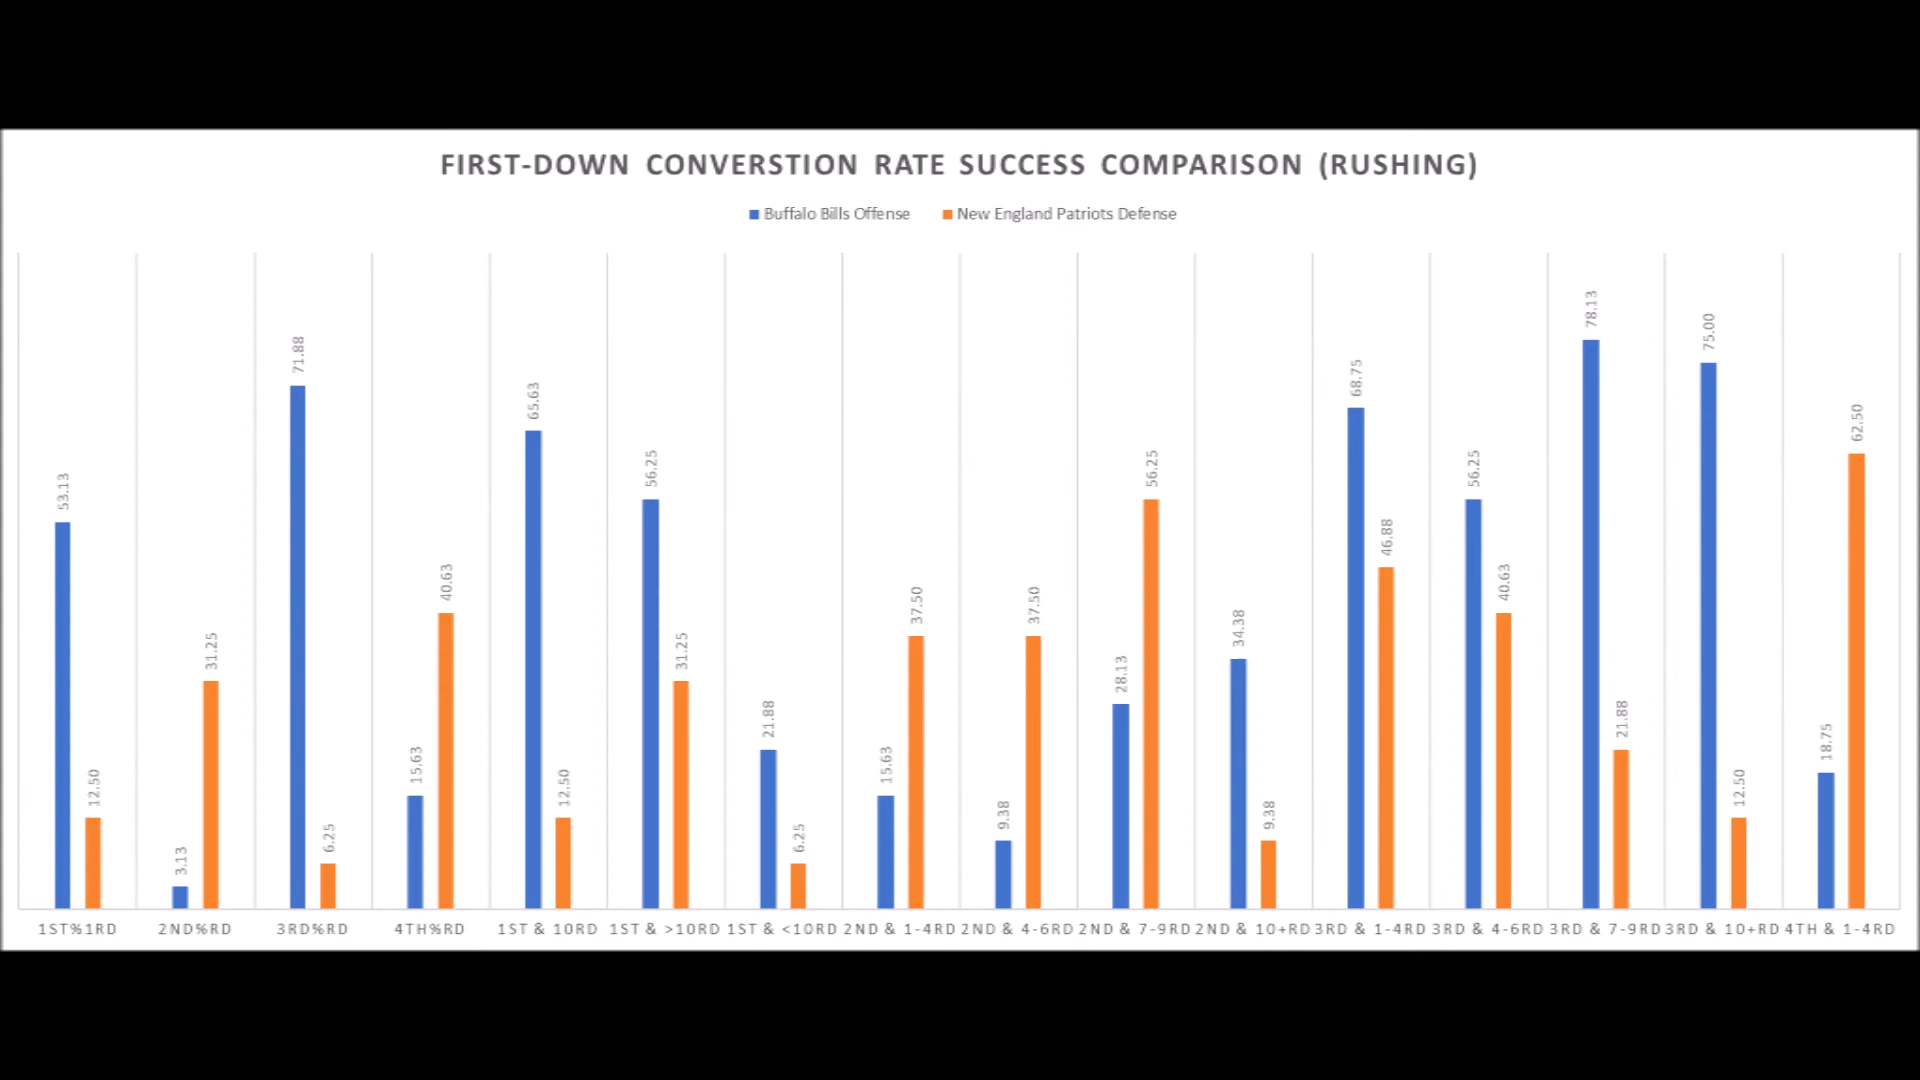 FIRST-DOWN CONVERSTION RATE SUCCESS COMPARISON (RUSHING)
Buffalo Bills Offense New England Patriots Defense
53.13 12.50 3.13 31.25 71.88 6.25 15.63 40.63 65.63 12.50 56.25 31.25 21.88 6.25 15.63 37.50 9.38 37.50 28.13 56.25 34.38 9.38 68.75 46.88 56.25 40.63 78.13 21.88 75.00 12.50 18.75 62.50
1ST%1RD 2ND%RD 3RD%RD 4TH%RD 1ST & 10RD 1ST & >10RD 1ST & <10RD 2ND & 1-4RD 2ND & 4-6RD 2ND & 7-9RD 2ND & 10+RD 3RD & 1-4RD 3RD & 4-6RD 3RD & 7-9RD 3RD & 10+RD 4TH & 1-4RD